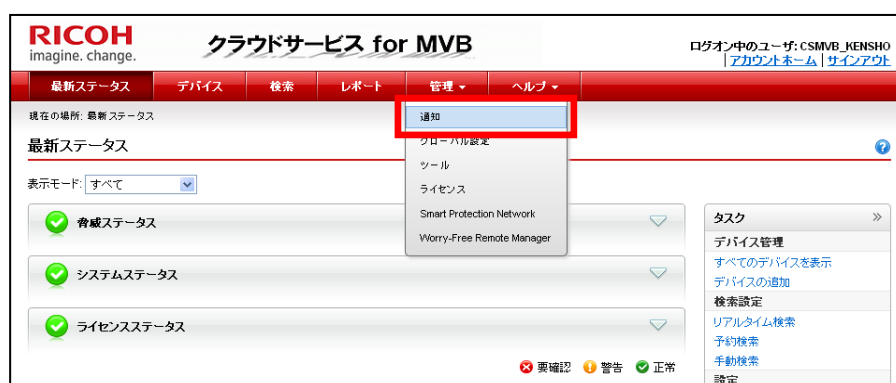 RICOH
imagine. change.
クラウドサービス for MVB
ログオン中のユーザ: CSMVB_KENSHO
| アカウントホーム | サインアウト
最新ステータス デバイス 検索 レポート 管理 ▼ ヘルプ ▼
現在の場所: 最新ステータス
最新ステータス
表示モード: すべて
通知
グローバル設定
ツール
ライセンス
Smart Protection Network
Worry-Free Remote Manager
脅威ステータス
システムステータス
ライセンスステータス
要確認 警告 正常
タスク »
デバイス管理
すべてのデバイスを表示
デバイスの追加
検索設定
リアルタイム検索
予約検索
手動検索
設定